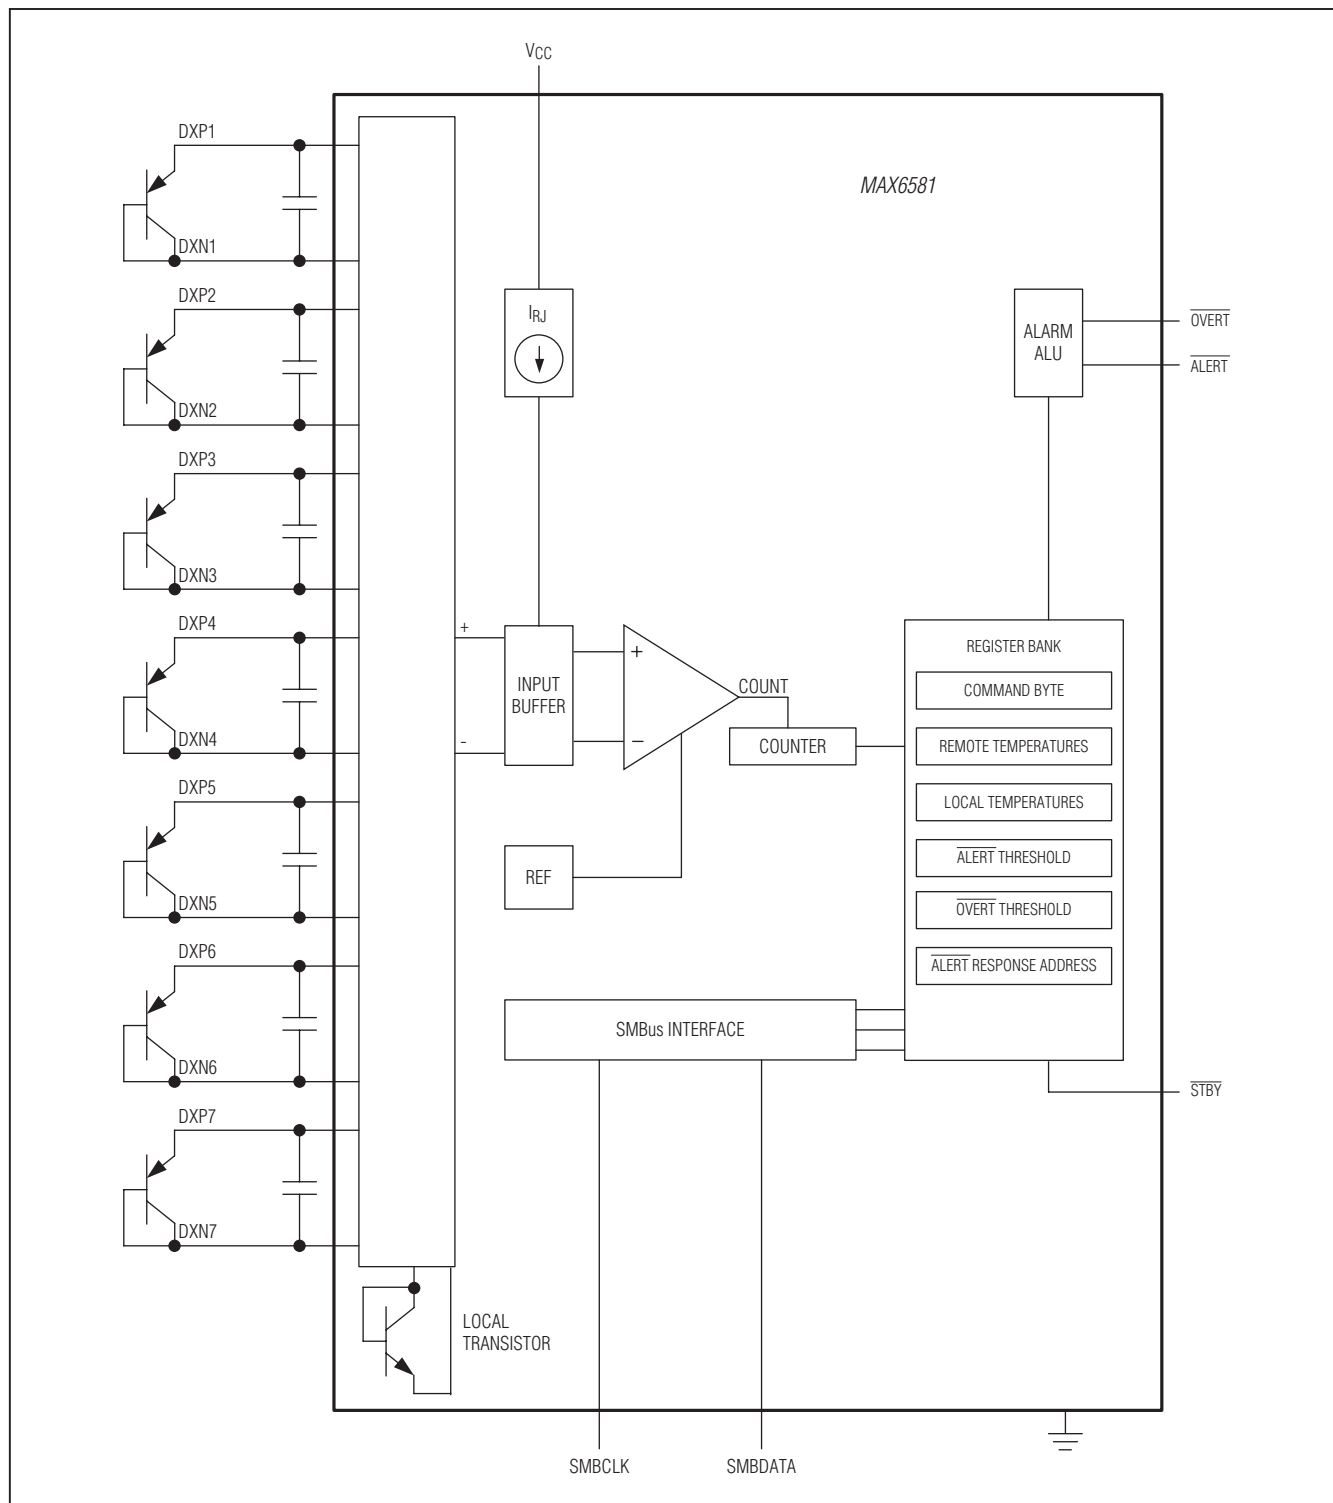 VCC
DXP1
MAX6581
DXN1
DXP2
IRJ
ALARM
ALU
OVERT
ALERT
DXN2
DXP3
DXN3
DXP4
+
-
INPUT
BUFFER
+
−
COUNT
COUNTER
REGISTER BANK
COMMAND BYTE
REMOTE TEMPERATURES
LOCAL TEMPERATURES
ALERT THRESHOLD
OVERT THRESHOLD
ALERT RESPONSE ADDRESS
DXN4
DXP5
REF
DXN5
DXP6
SMBus INTERFACE
DXN6
STBY
DXP7
DXN7
LOCAL
TRANSISTOR
SMBCLK
SMBDATA